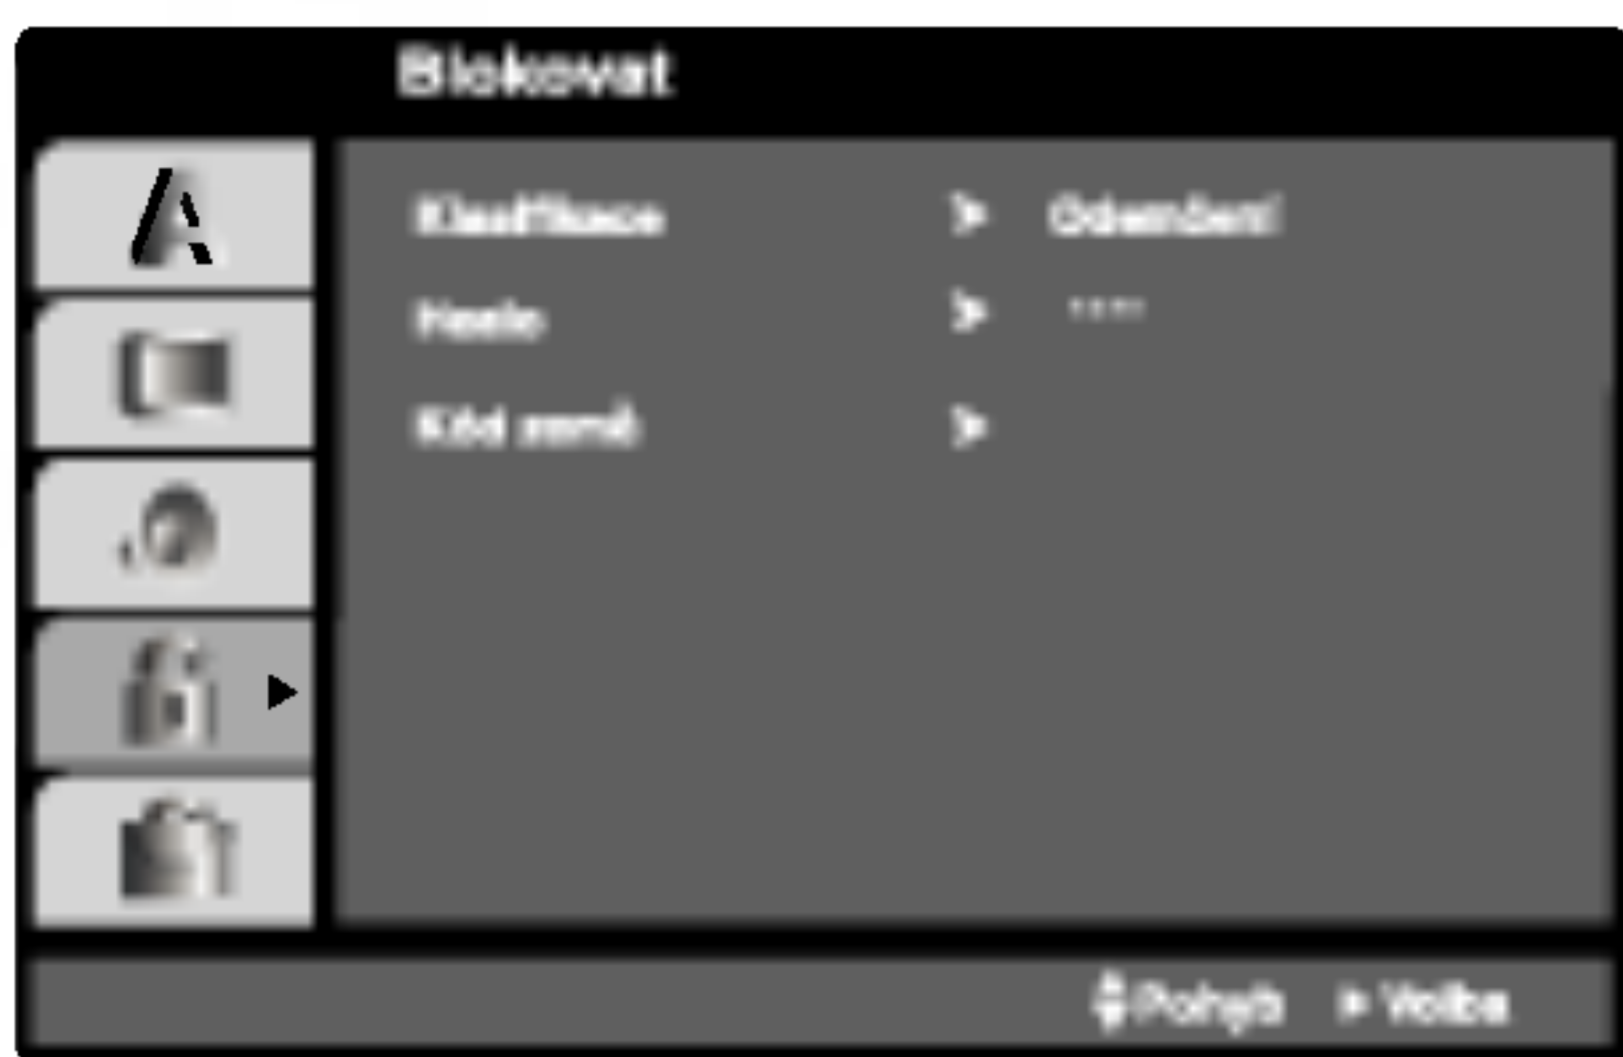 Blokovat
Klasifikace Odemčení
Heslo ****
Kód země
Pohyb Volba